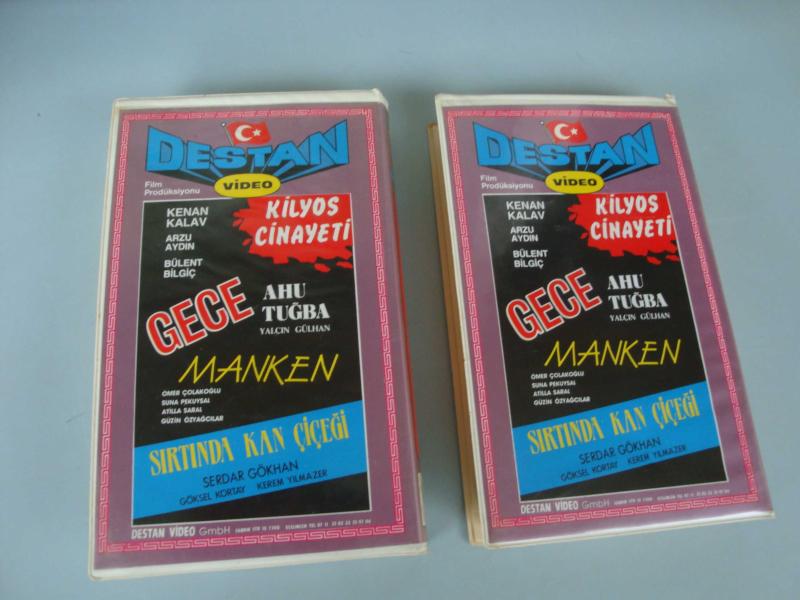 DESTAN
VİDEO
Film
Prodüksiyonu
KENAN
KALAV
ARZU
AYDIN
BÜLENT
BİLGİÇ
KİLYOS
CİNAYETİ
GECE
AHU
TUĞBA
YALÇIN GÜLHAN
MANKEN
ÖMER ÇOLAKOĞLU
SUNA PEKUYSAL
ATİLLA SARAL
GÜZİN ÖZYAĞCILAR
SIRTINDA KAN ÇİÇEĞİ
SERDAR GÖKHAN
GÖKSEL KORTAY KEREM YILMAZER
DESTAN VİDEO GmbH
DESTAN
VİDEO
Film
Prodüksiyonu
KENAN
KALAV
ARZU
AYDIN
BÜLENT
BİLGİÇ
KİLYOS
CİNAYETİ
GECE
AHU
TUĞBA
YALÇIN GÜLHAN
MANKEN
ÖMER ÇOLAKOĞLU
SUNA PEKUYSAL
ATİLLA SARAL
GÜZİN ÖZYAĞCILAR
SIRTINDA KAN ÇİÇEĞİ
SERDAR GÖKHAN
GÖKSEL KORTAY KEREM YILMAZER
DESTAN VİDEO GmbH